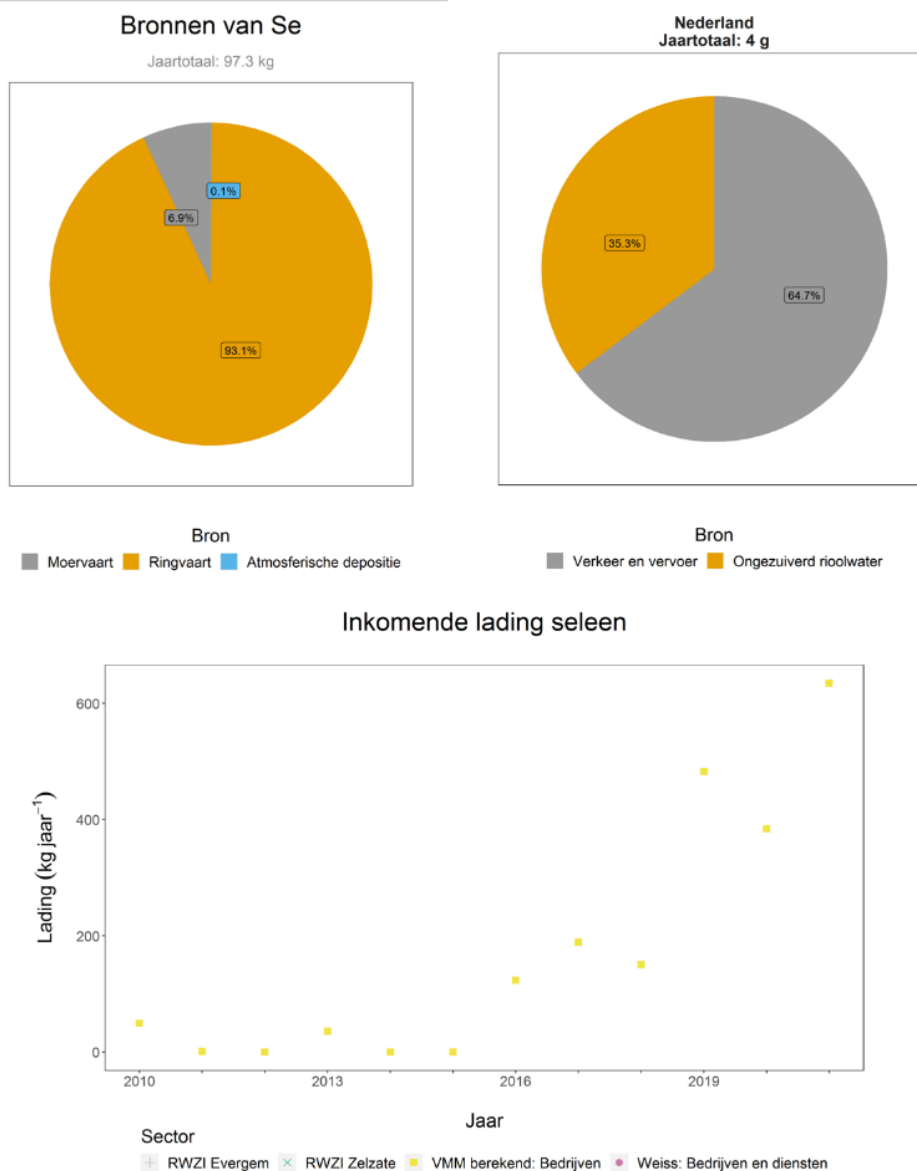 Bronnen van Se
Jaartotaal: 97.3 kg
0.1%
6.9%
93.1%
Bron
Moervaart Ringvaart Atmosferische depositie
Nederland
Jaartotaal: 4 g
35.3%
64.7%
Bron
Verkeer en vervoer Ongezuiverd rioolwater
Inkomende lading seleen
Lading (kg jaar⁻¹)
600
400
200
0
2010 2013 2016 2019
Jaar
Sector
RWZI Evergem RWZI Zelzate VMM berekend: Bedrijven Weiss: Bedrijven en diensten